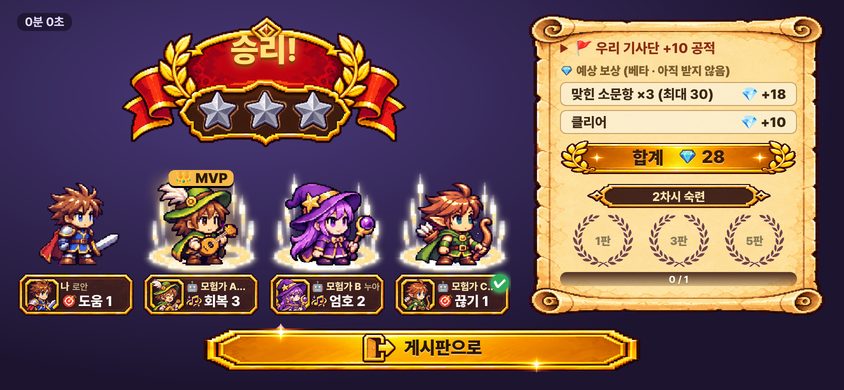 0분 0초
승리!
MVP
나 로안
도움 1
모험가 A...
회복 3
모험가 B 누아
엄호 2
모험가 C...
끊기 1
우리 기사단 +10 공적
예상 보상 (베타 · 아직 받지 않음)
맞힌 소문항 ×3 (최대 30) +18
클리어 +10
합계 28
2차시 숙련
1판 3판 5판
0 / 1
게시판으로